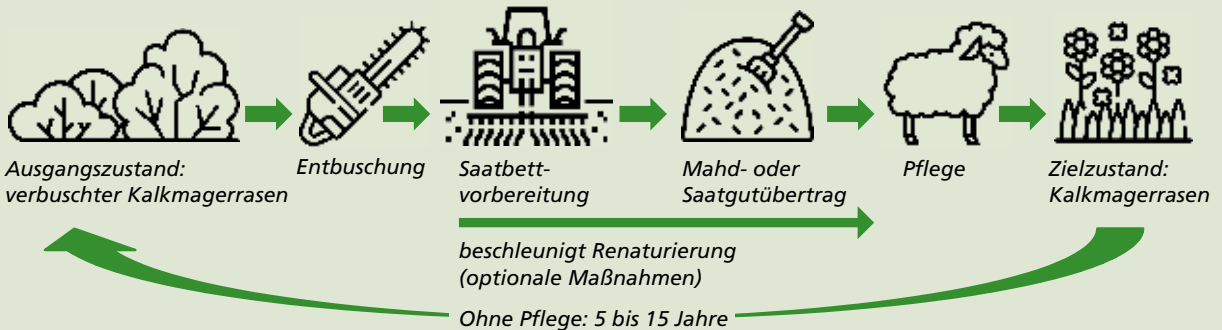 Ausgangszustand:
verbuschter Kalkmagerrasen
Entbuschung
Saatbett-
vorbereitung
Mahd- oder
Saatgutübertrag
Pflege
Zielzustand:
Kalkmagerrasen
beschleunigt Renaturierung
(optionale Maßnahmen)
Ohne Pflege: 5 bis 15 Jahre